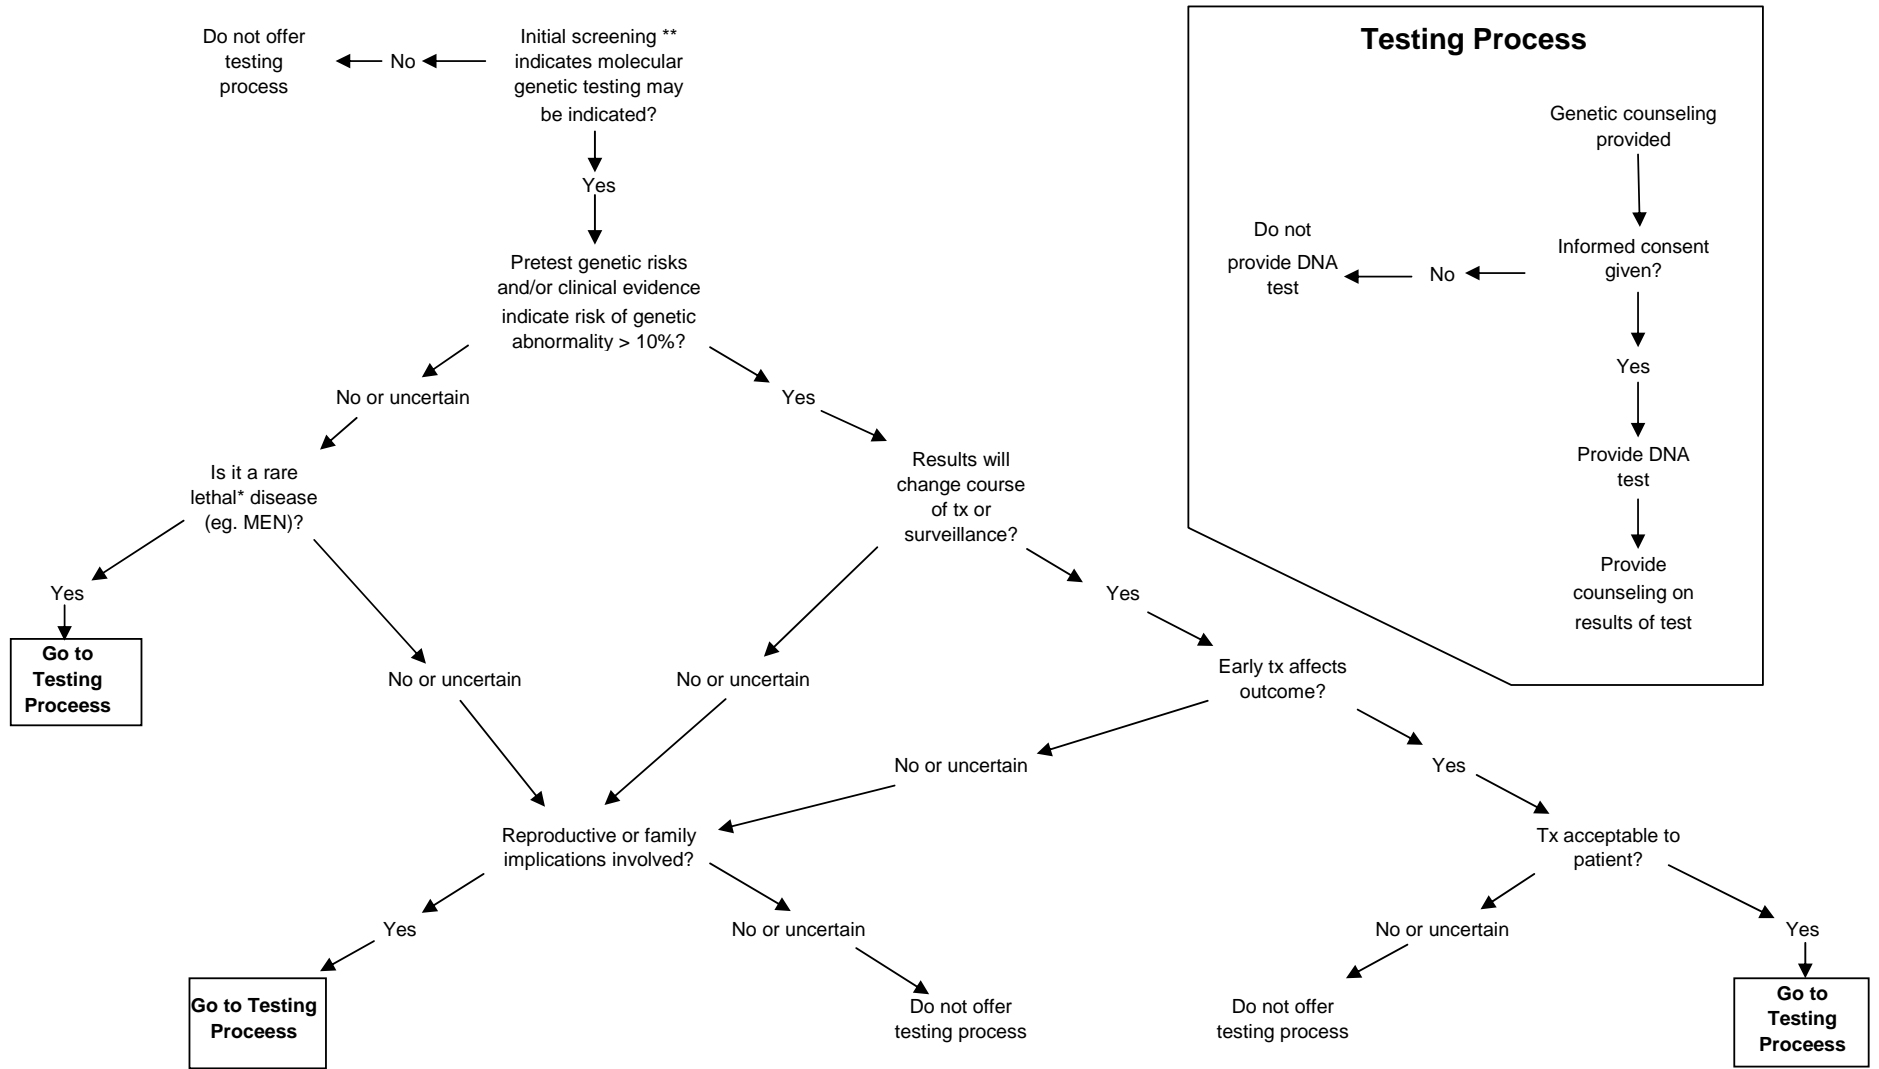 Do not offer
testing
process
No
Initial screening **
indicates molecular
genetic testing may
be indicated?
Yes
Pretest genetic risks
and/or clinical evidence
indicate risk of genetic
abnormality > 10%?
No or uncertain
Yes
Is it a rare
lethal* disease
(eg. MEN)?
Results will
change course
of tx or
surveillance?
Yes
Go to
Testing
Proceess
No or uncertain
No or uncertain
Yes
Early tx affects
outcome?
No or uncertain
Yes
Reproductive or family
implications involved?
Tx acceptable to
patient?
Yes
No or uncertain
No or uncertain
Yes
Go to Testing
Proceess
Do not offer
testing process
Do not offer
testing process
Go to
Testing
Proceess
Testing Process
Genetic counseling
provided
Informed consent
given?
No
Do not
provide DNA
test
Yes
Provide DNA
test
Provide
counseling on
results of test